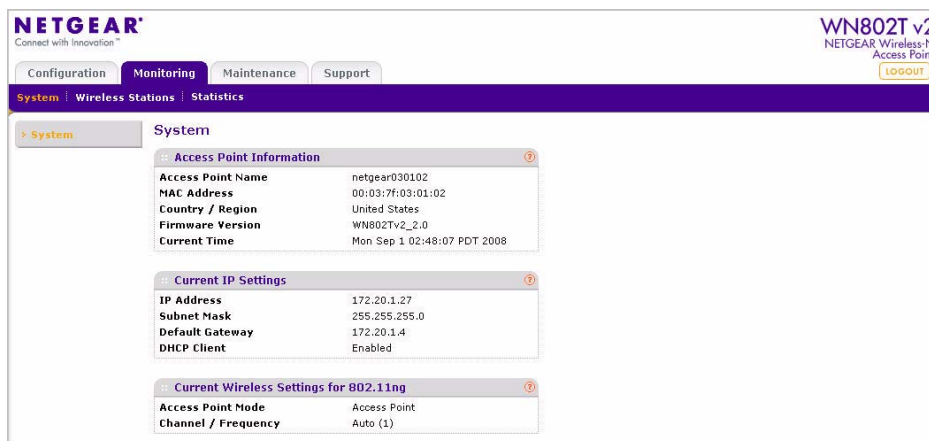 NETGEAR®
Connect with Innovation™
WN802T v2
NETGEAR Wireless-N
Access Poin
LOGOUT
Configuration Monitoring Maintenance Support
System Wireless Stations Statistics
> System
System
:: Access Point Information ?
Access Point Name netgear030102
MAC Address 00:03:7f:03:01:02
Country / Region United States
Firmware Version WN802Tv2_2.0
Current Time Mon Sep 1 02:48:07 PDT 2008
:: Current IP Settings ?
IP Address 172.20.1.27
Subnet Mask 255.255.255.0
Default Gateway 172.20.1.4
DHCP Client Enabled
:: Current Wireless Settings for 802.11ng ?
Access Point Mode Access Point
Channel / Frequency Auto (1)